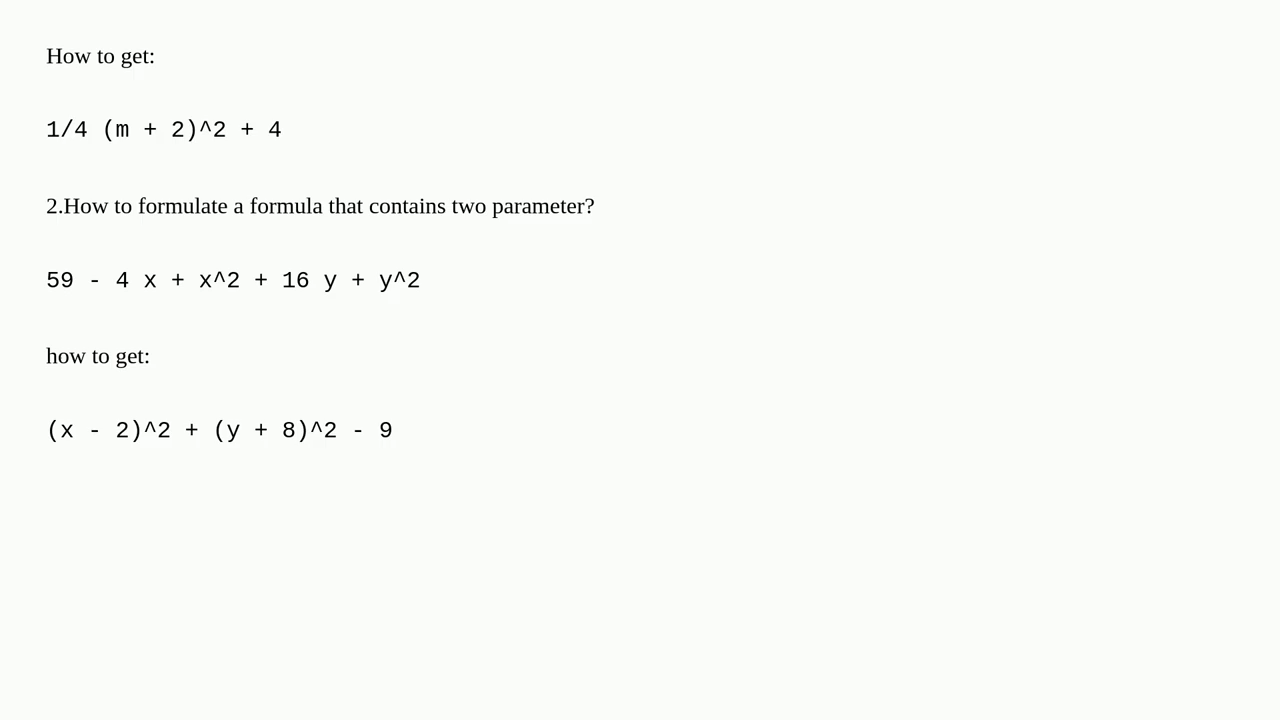 How to get:
1/4 (m + 2)^2 + 4
2.How to formulate a formula that contains two parameter?
59 - 4 x + x^2 + 16 y + y^2
how to get:
(x - 2)^2 + (y + 8)^2 - 9